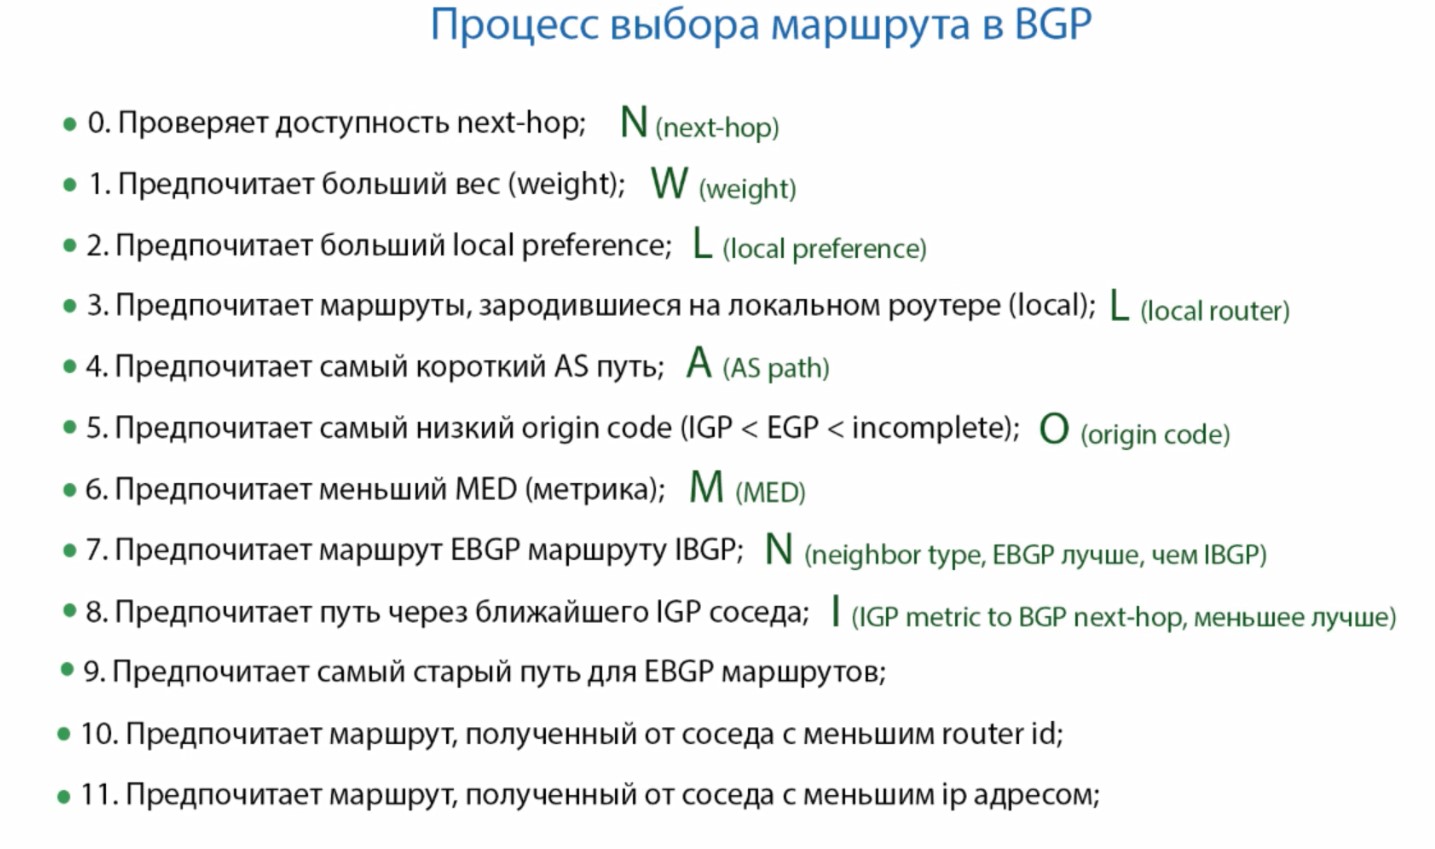 Процесс выбора маршрута в BGP
• 0. Проверяет доступность next-hop; N (next-hop)
• 1. Предпочитает больший вес (weight); W (weight)
• 2. Предпочитает больший local preference; L (local preference)
• 3. Предпочитает маршруты, зародившиеся на локальном роутере (local); L (local router)
• 4. Предпочитает самый короткий AS путь; A (AS path)
• 5. Предпочитает самый низкий origin code (IGP < EGP < incomplete); O (origin code)
• 6. Предпочитает меньший MED (метрика); M (MED)
• 7. Предпочитает маршрут EBGP маршруту IBGP; N (neighbor type, EBGP лучше, чем IBGP)
• 8. Предпочитает путь через ближайшего IGP соседа; I (IGP metric to BGP next-hop, меньшее лучше)
• 9. Предпочитает самый старый путь для EBGP маршрутов;
• 10. Предпочитает маршрут, полученный от соседа с меньшим router id;
• 11. Предпочитает маршрут, полученный от соседа с меньшим ip адресом;